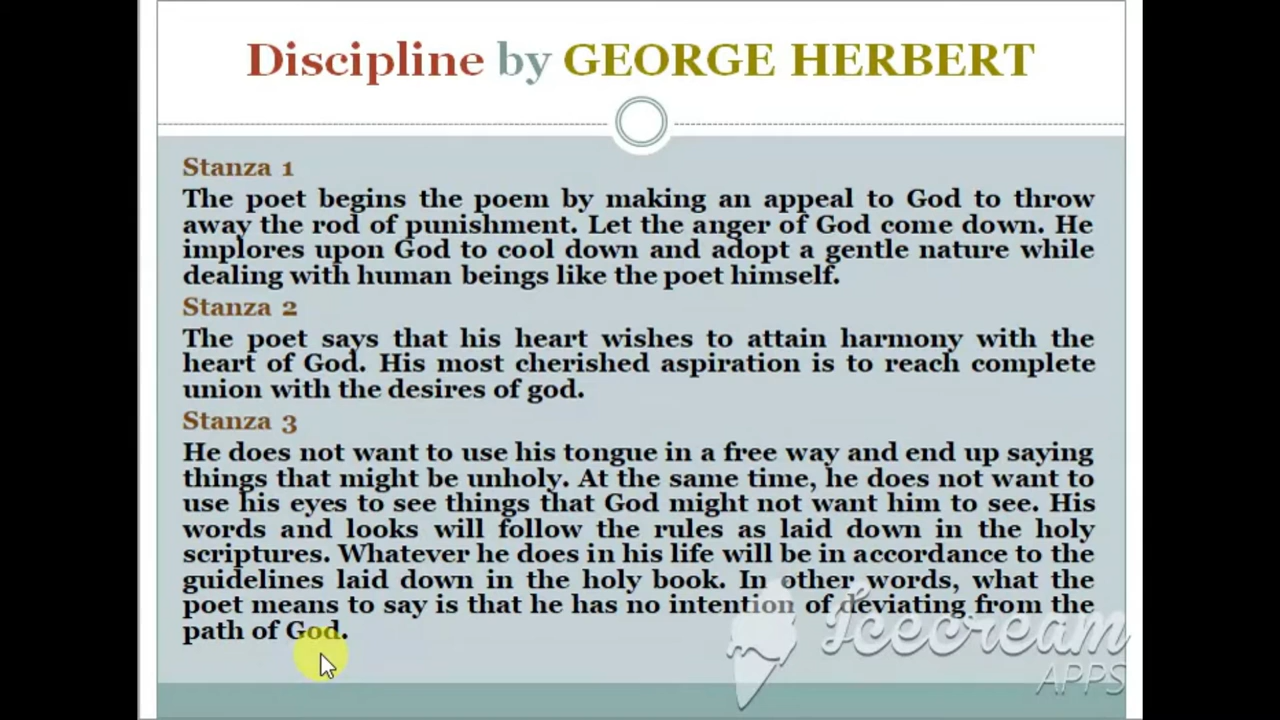 Discipline by GEORGE HERBERT
Stanza 1
The poet begins the poem by making an appeal to God to throw
away the rod of punishment. Let the anger of God come down. He
implores upon God to cool down and adopt a gentle nature while
dealing with human beings like the poet himself.
Stanza 2
The poet says that his heart wishes to attain harmony with the
heart of God. His most cherished aspiration is to reach complete
union with the desires of god.
Stanza 3
He does not want to use his tongue in a free way and end up saying
things that might be unholy. At the same time, he does not want to
use his eyes to see things that God might not want him to see. His
words and looks will follow the rules as laid down in the holy
scriptures. Whatever he does in his life will be in accordance to the
guidelines laid down in the holy book. In other words, what the
poet means to say is that he has no intention of deviating from the
path of God.
Icecream
APPS